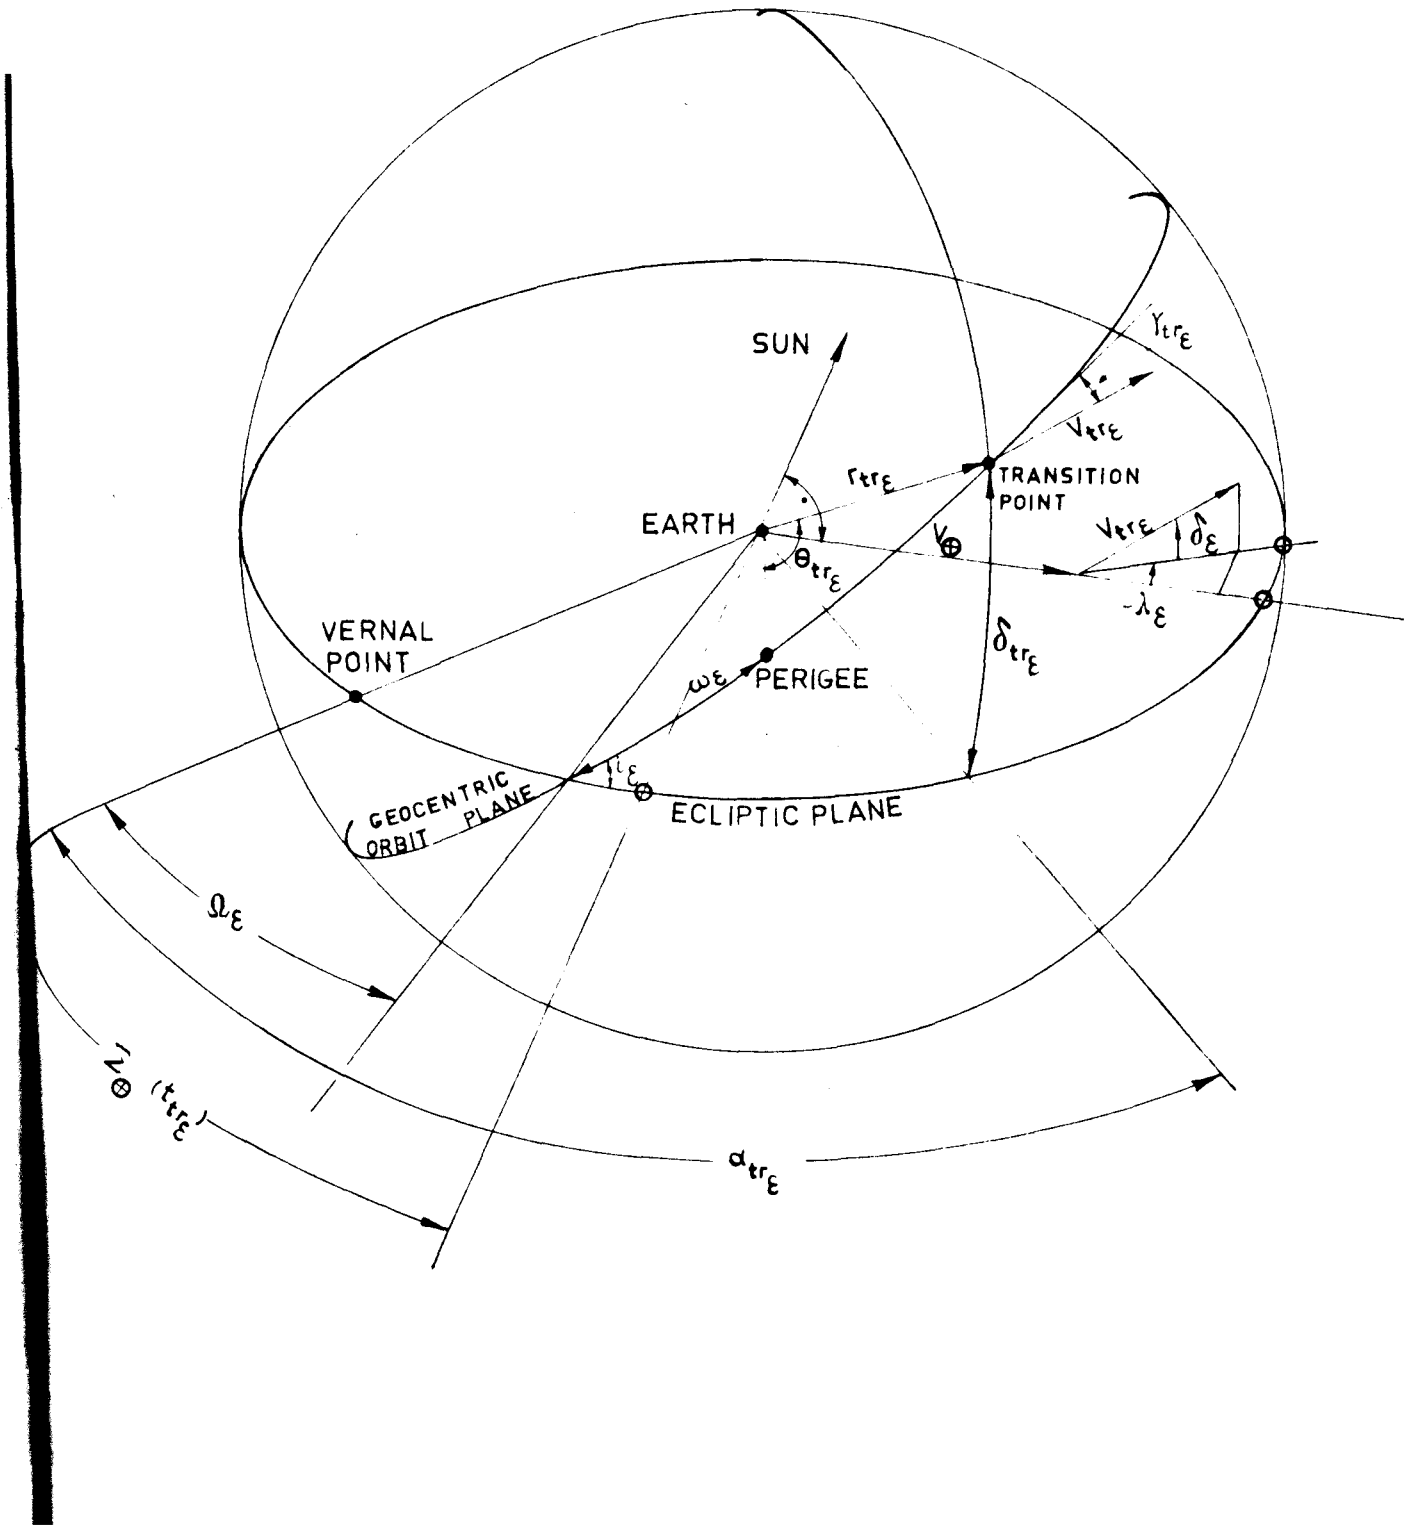 SUN
γtrε
Vtrε
rtrε
TRANSITION
POINT
EARTH
V⊕
Vtrε
δε
θtrε
-λε
VERNAL
POINT
δtrε
ωε
PERIGEE
iε
GEOCENTRIC
ORBIT PLANE
ECLIPTIC PLANE
Ωε
⊕ (ttrε)
αtrε